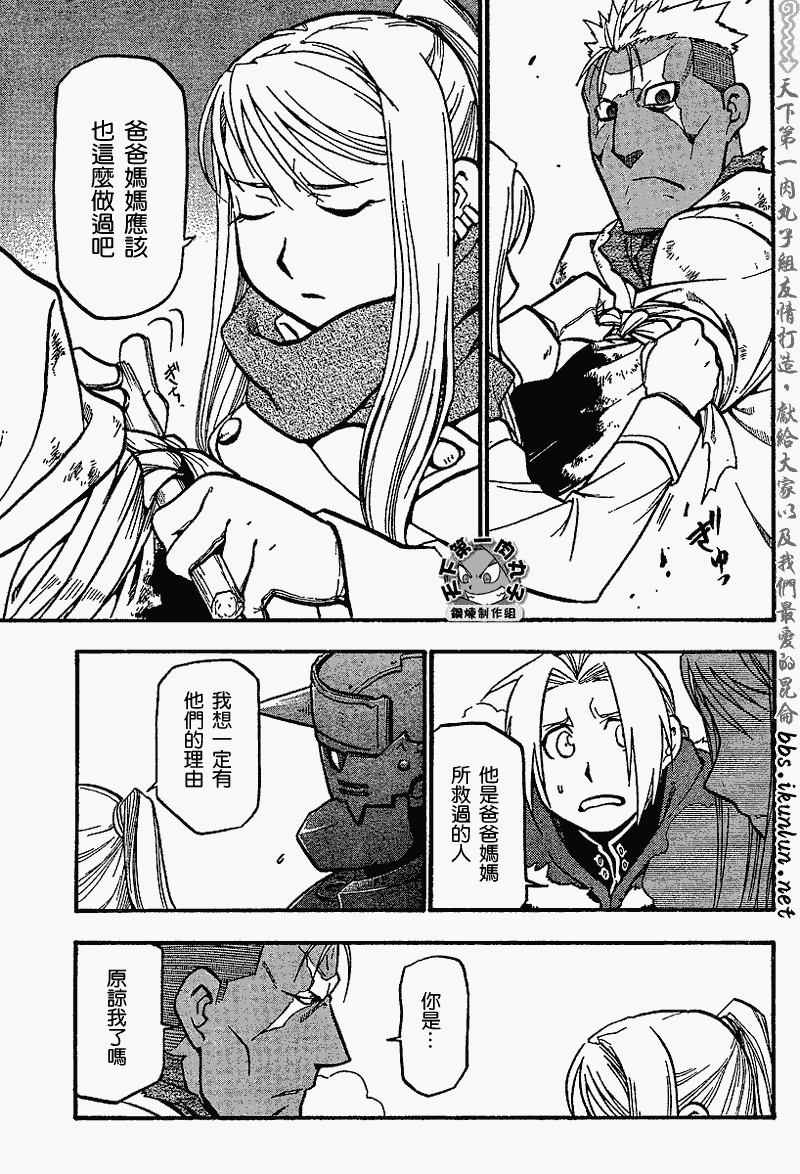 爸爸媽媽應該
也這麼做過吧
ぎゅっ
ぎち
天下第一肉丸子
鋼煉制作組
他是爸爸媽媽
所救過的人
我想一定有
他們的理由
你是…
原諒我了嗎
天下第一肉丸子組友情打造，獻給大家以及我們最愛的昆侖 bbs.ikunlun.net